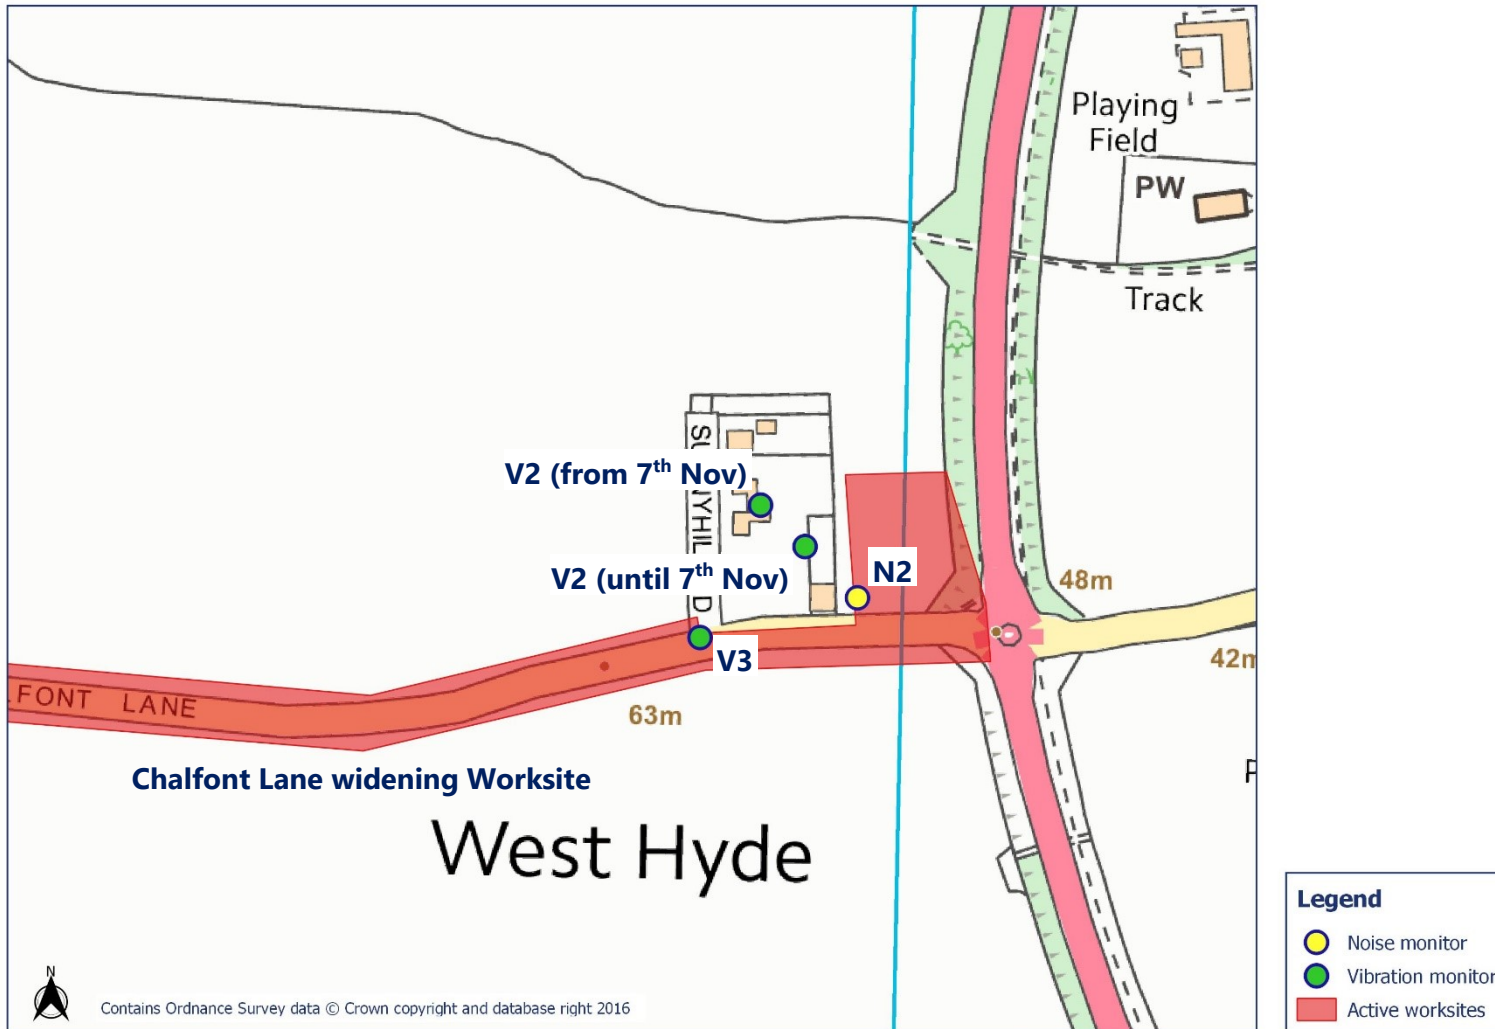 Playing
Field
PW
Track
V2 (from 7th Nov)
V2 (until 7th Nov)
N2
48m
V3
42m
FONT LANE
63m
Chalfont Lane widening Worksite
West Hyde
N
Contains Ordnance Survey data © Crown copyright and database right 2016
Legend
Noise monitor
Vibration monitor
Active worksites